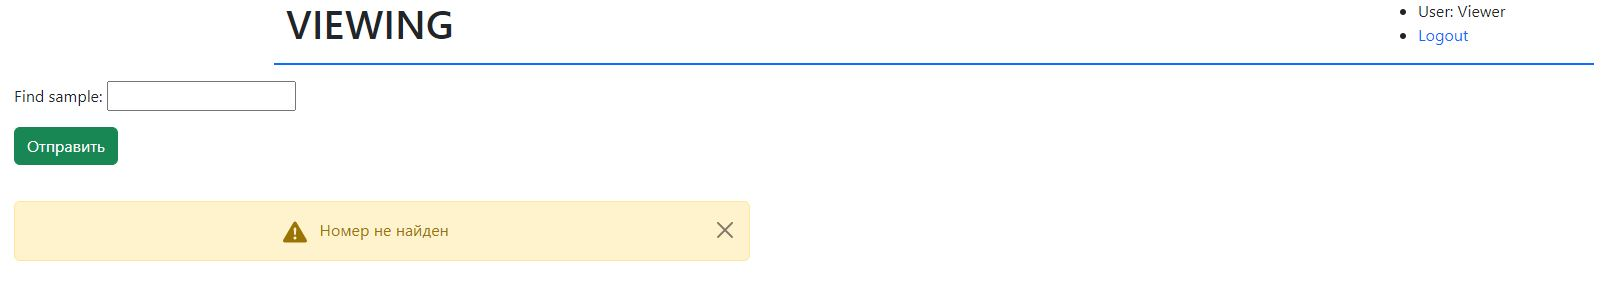 VIEWING
User: Viewer
Logout
Find sample:
Отправить
Номер не найден